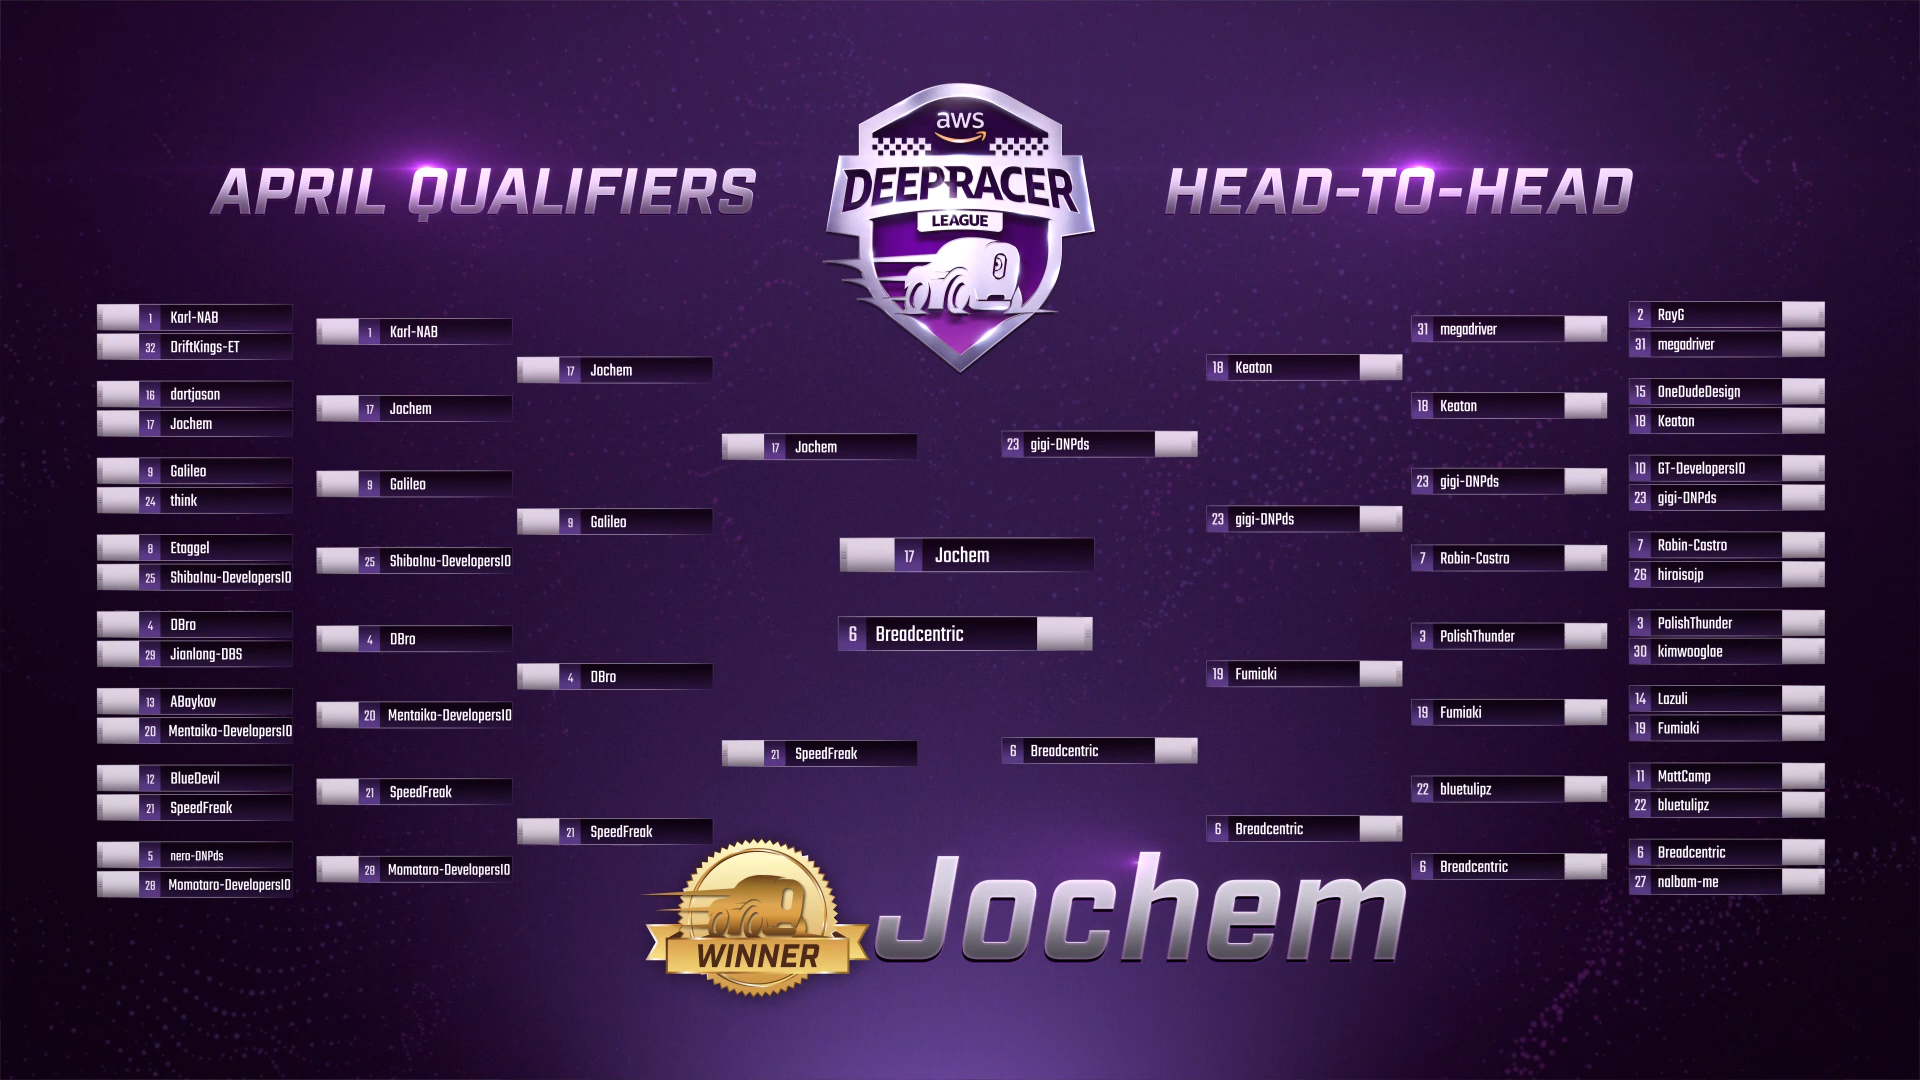 aws
DEEPRACER
LEAGUE
APRIL QUALIFIERS
HEAD-TO-HEAD
1 Karl-NAB
32 DriftKings-ET
16 dartjason
17 Jochem
9 Galileo
24 think
8 Etaggel
25 ShibaInu-DevelopersIO
4 DBro
29 Jianlong-DBS
13 ABaykov
20 Mentaiko-DevelopersIO
12 BlueDevil
21 SpeedFreak
5 nero-DNPds
28 Momotaro-DevelopersIO
1 Karl-NAB
17 Jochem
9 Galileo
25 ShibaInu-DevelopersIO
4 DBro
20 Mentaiko-DevelopersIO
21 SpeedFreak
28 Momotaro-DevelopersIO
17 Jochem
9 Galileo
4 DBro
21 SpeedFreak
17 Jochem
21 SpeedFreak
17 Jochem
6 Breadcentric
23 gigi-DNPds
6 Breadcentric
18 Keaton
23 gigi-DNPds
19 Fumiaki
6 Breadcentric
31 megadriver
18 Keaton
23 gigi-DNPds
7 Robin-Castro
3 PolishThunder
19 Fumiaki
22 bluetulipz
6 Breadcentric
2 RayG
31 megadriver
15 OneDudeDesign
18 Keaton
10 GT-DevelopersIO
23 gigi-DNPds
7 Robin-Castro
26 hiroisojp
3 PolishThunder
30 kimwooglae
14 Lazuli
19 Fumiaki
11 MattCamp
22 bluetulipz
6 Breadcentric
27 nalbam-me
WINNER
Jochem